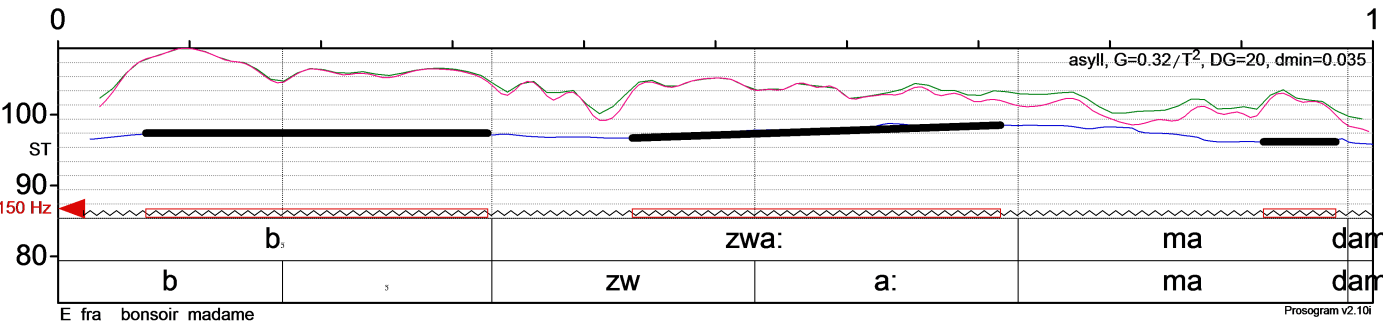 0 1
asyll, G=0.32/T², DG=20, dmin=0.035
100
ST
90
150 Hz
80
zwa: ma dam
b zw a: ma dam
E fra bonsoir madame
Prosogram v2.10i